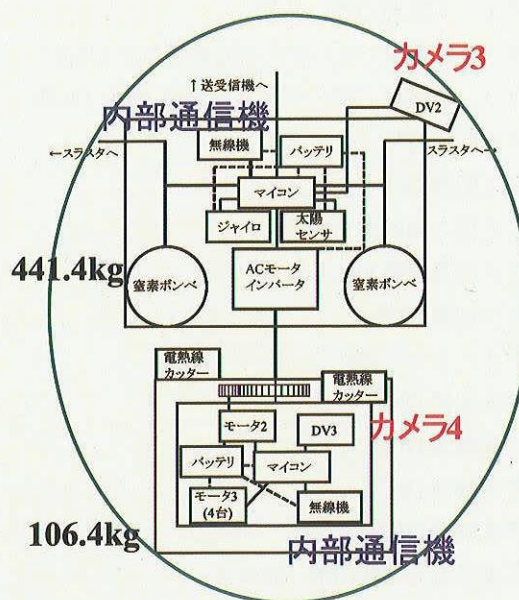 カメラ3
↑送受信機へ
DV2
内部通信機
無線機
バッテリ
←スラスタへ
スラスタへ→
マイコン
ジャイロ
太陽
センサ
441.4kg
窒素ボンベ
ACモータ
インバータ
窒素ボンベ
電熱線
カッター
電熱線
カッター
モータ2
DV3
カメラ4
バッテリ
マイコン
モータ3
(4台)
無線機
106.4kg
内部通信機